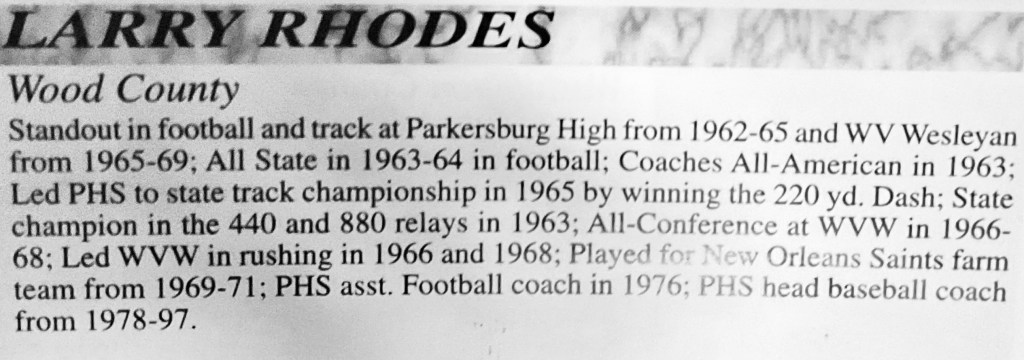 LARRY RHODES
Wood County
Standout in football and track at Parkersburg High from 1962-65 and WV Wesleyan
from 1965-69; All State in 1963-64 in football; Coaches All-American in 1963;
Led PHS to state track championship in 1965 by winning the 220 yd. Dash; State
champion in the 440 and 880 relays in 1963; All-Conference at WVW in 1966-
68; Led WVW in rushing in 1966 and 1968; Played for New Orleans Saints farm
team from 1969-71; PHS asst. Football coach in 1976; PHS head baseball coach
from 1978-97.